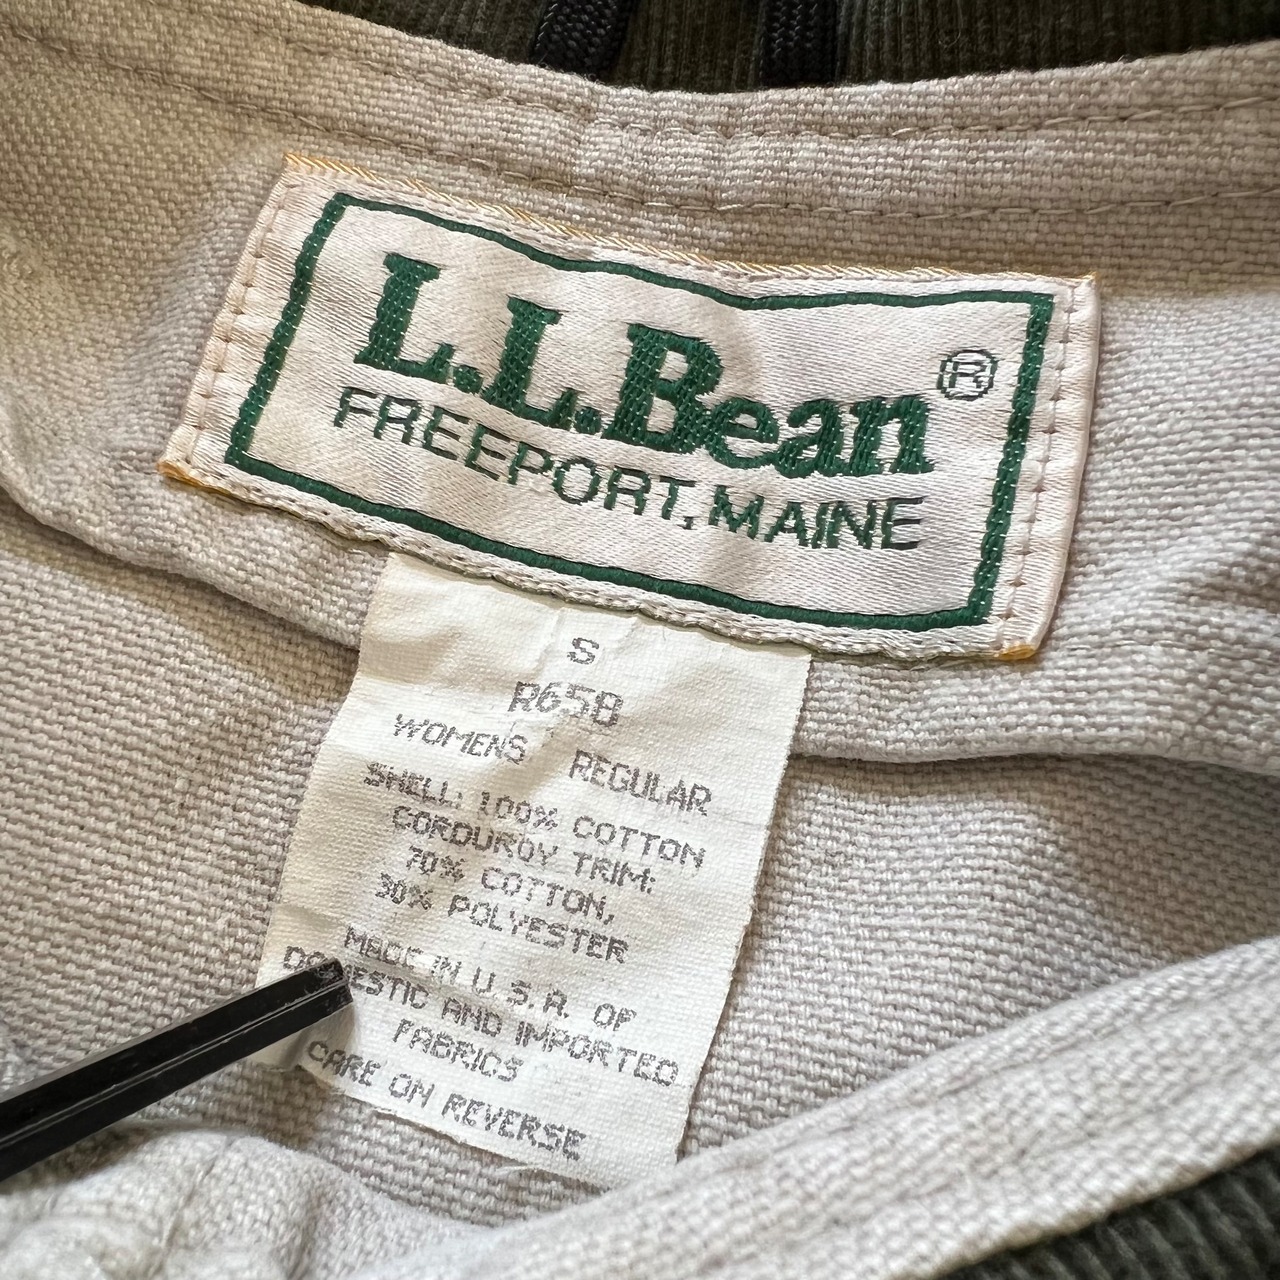 L.L.Bean®
FREEPORT, MAINE
S
R65B
WOMENS REGULAR
SHELL: 100% COTTON
CORDUROY TRIM:
70% COTTON,
30% POLYESTER
MADE IN U.S.A. OF
DOMESTIC AND IMPORTED
FABRICS
CARE ON REVERSE